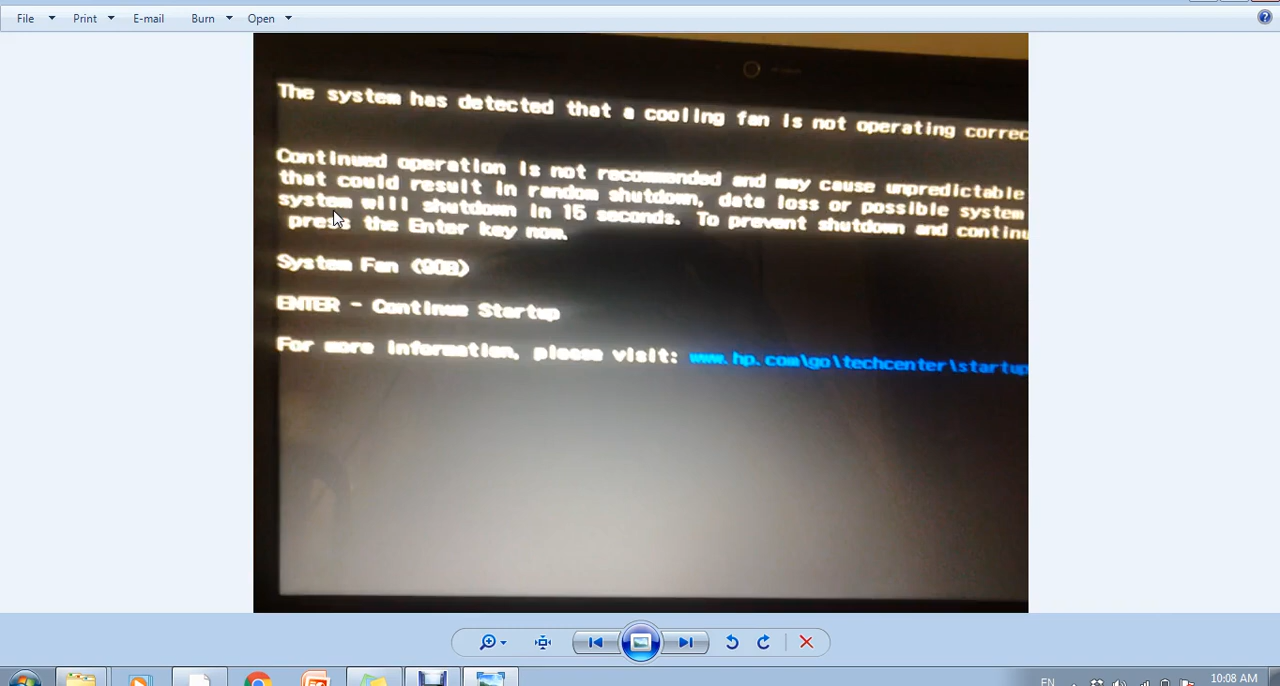 File Print E-mail Burn Open
The system has detected that a cooling fan is not operating correc
Continued operation is not recommended and may cause unpredictable
that could result in random shutdown, data loss or possible system
system will shutdown in 15 seconds. To prevent shutdown and continu
press the Enter key now.
System Fan (90B)
ENTER - Continue Startup
For more information, please visit: www.hp.com\go\techcenter\startup
EN 10:08 AM